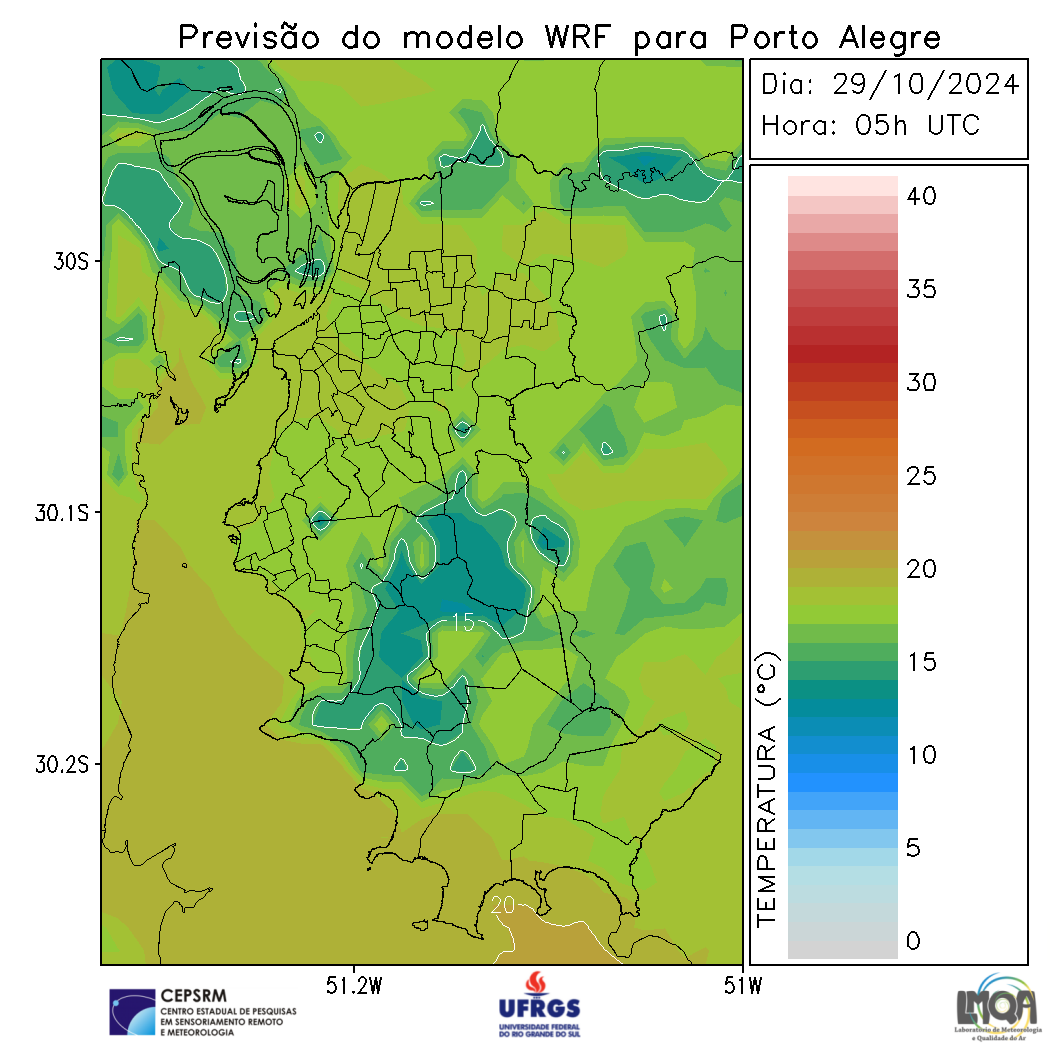 Previsão do modelo WRF para Porto Alegre
Dia: 29/10/2024
Hora: 05h UTC
30S
30.1S
30.2S
51.2W
51W
15
20
TEMPERATURA (°C)
40
35
30
25
20
15
10
5
0
CEPSRM
CENTRO ESTADUAL DE PESQUISAS
EM SENSORIAMENTO REMOTO
E METEOROLOGIA
UFRGS
UNIVERSIDADE FEDERAL
DO RIO GRANDE DO SUL
LMQA
Laboratório de Meteorologia
e Qualidade do Ar